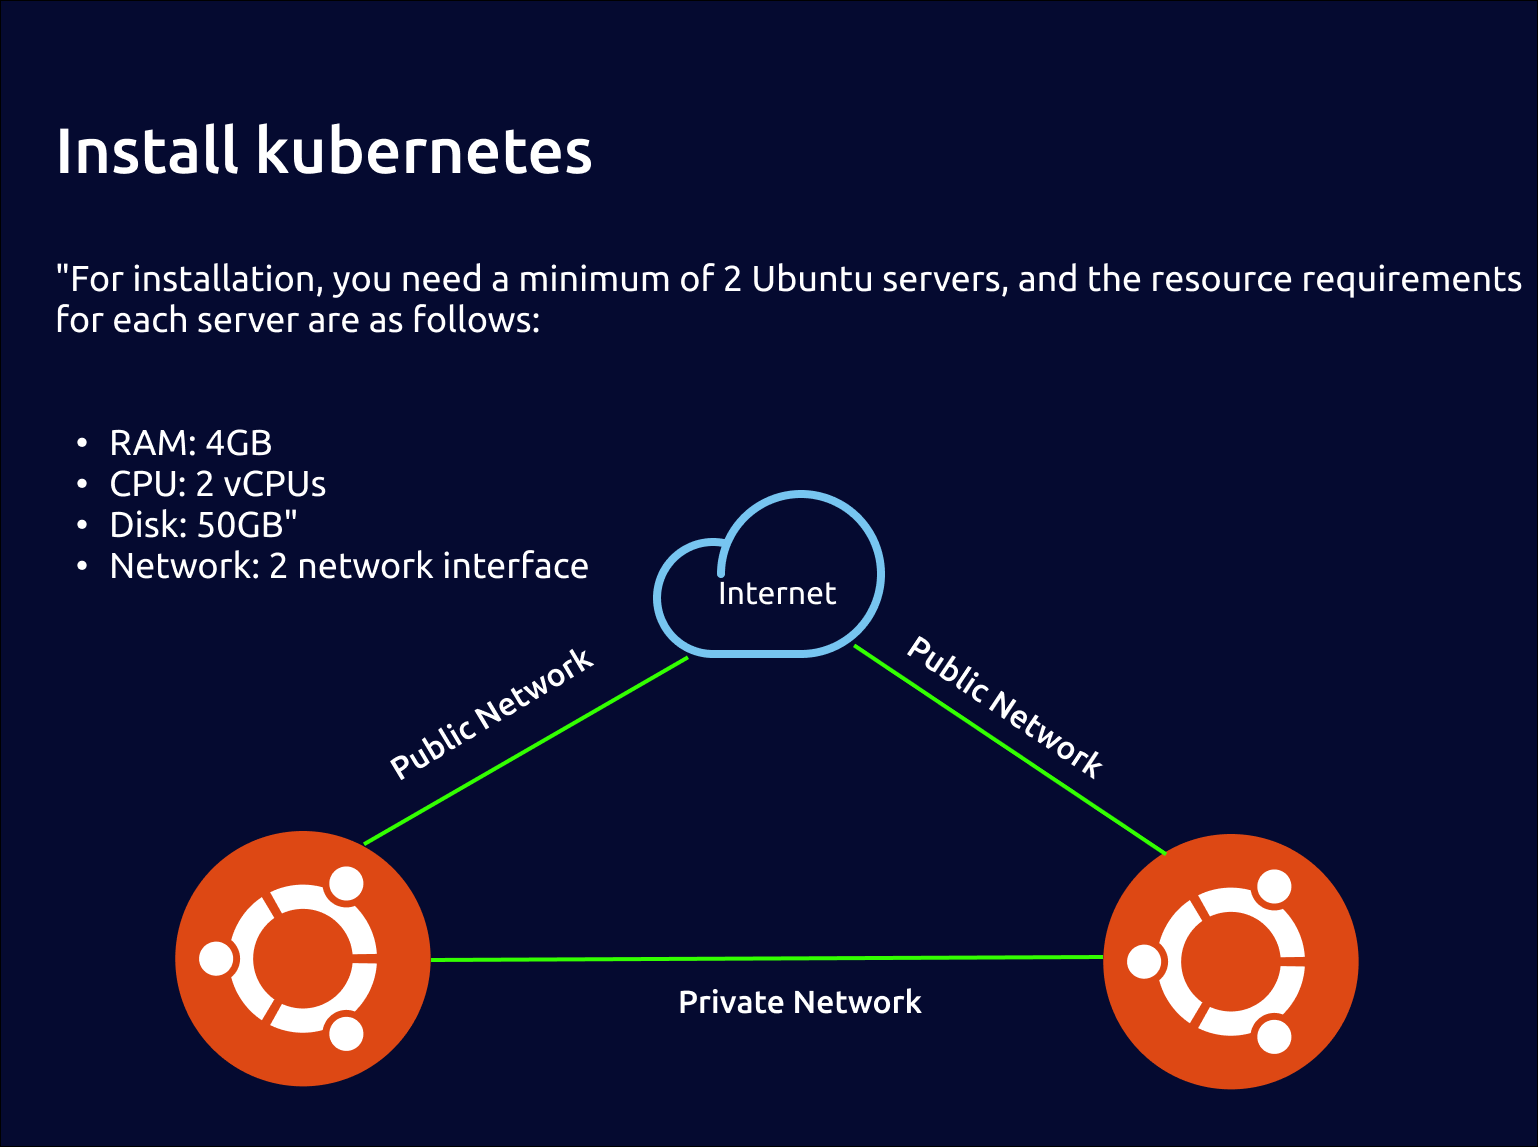 Install kubernetes
"For installation, you need a minimum of 2 Ubuntu servers, and the resource requirements
for each server are as follows:
• RAM: 4GB
• CPU: 2 vCPUs
• Disk: 50GB"
• Network: 2 network interface
Internet
Public Network
Public Network
Private Network